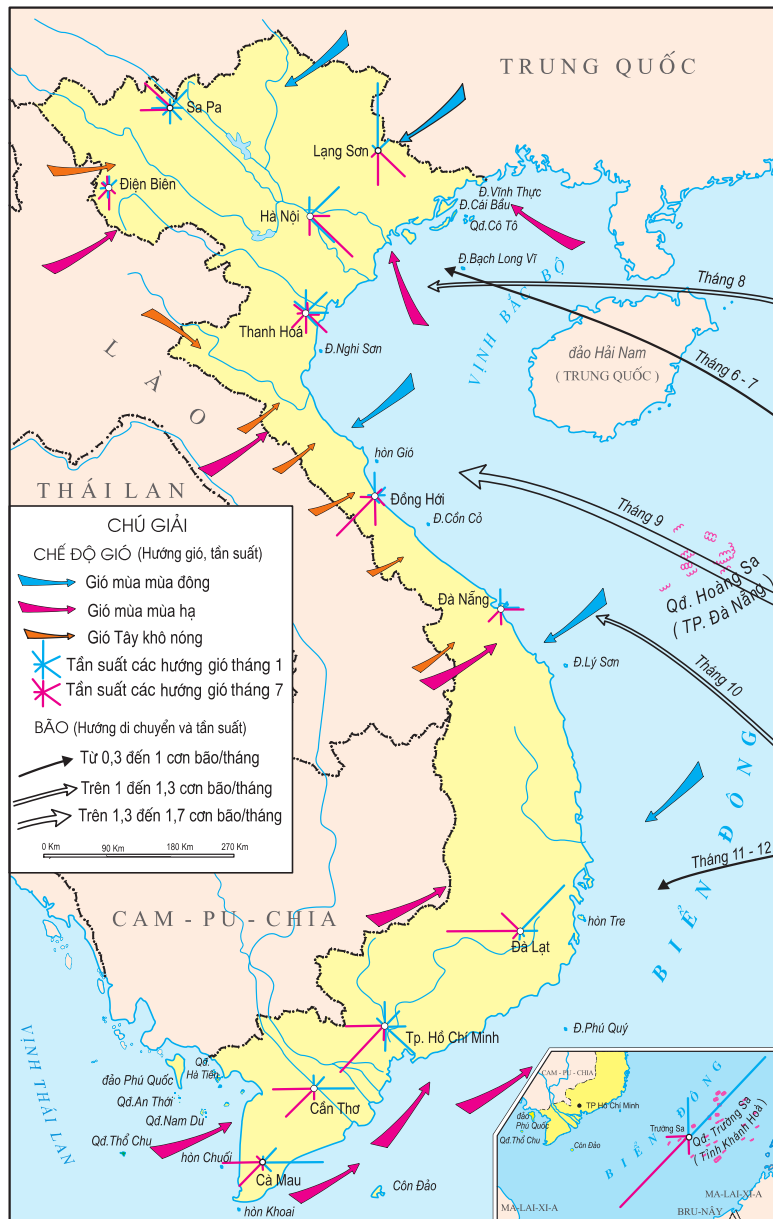 TRUNG QUỐC
Sa Pa
Lạng Sơn
Điện Biên
Đ.Vĩnh Thực
Đ.Cái Bầu
Hà Nội
Qđ.Cô Tô
Đ.Bạch Long Vĩ
VỊNH BẮC BỘ
Tháng 8
Thanh Hoá
Đ.Nghi Sơn
LÀO
đảo Hải Nam
( TRUNG QUỐC )
Tháng 6 - 7
hòn Gió
THÁI LAN
Đồng Hới
Đ.Cồn Cỏ
Tháng 9
Qđ. Hoàng Sa
( TP. Đà Nẵng )
Đà Nẵng
Đ.Lý Sơn
Tháng 10
CHÚ GIẢI
CHẾ ĐỘ GIÓ (Hướng gió, tần suất)
Gió mùa mùa đông
Gió mùa mùa hạ
Gió Tây khô nóng
Tần suất các hướng gió tháng 1
Tần suất các hướng gió tháng 7
BÃO (Hướng di chuyển và tần suất)
Từ 0,3 đến 1 cơn bão/tháng
Trên 1 đến 1,3 cơn bão/tháng
Trên 1,3 đến 1,7 cơn bão/tháng
0 Km 90 Km 180 Km 270 Km
BIỂN ĐÔNG
Tháng 11 - 12
CAM - PU - CHIA
hòn Tre
Đà Lạt
Tp. Hồ Chí Minh
Đ.Phú Quý
VỊNH THÁI LAN
Qđ.
Hà Tiên
đảo Phú Quốc
Qđ.An Thới
Cần Thơ
Qđ.Nam Du
Qđ.Thổ Chu
hòn Chuối
Cà Mau
Côn Đảo
hòn Khoai
CAM - PU - CHIA
TP Hồ Chí Minh
đảo
Phú Quốc
Qđ.Thổ Chu
Côn Đảo
BIỂN ĐÔNG
Trường Sa
Qđ. Trường Sa
( Tỉnh Khánh Hoà )
MA-LAI-XI-A
MA-LAI-XI-A
BRU-NÂY